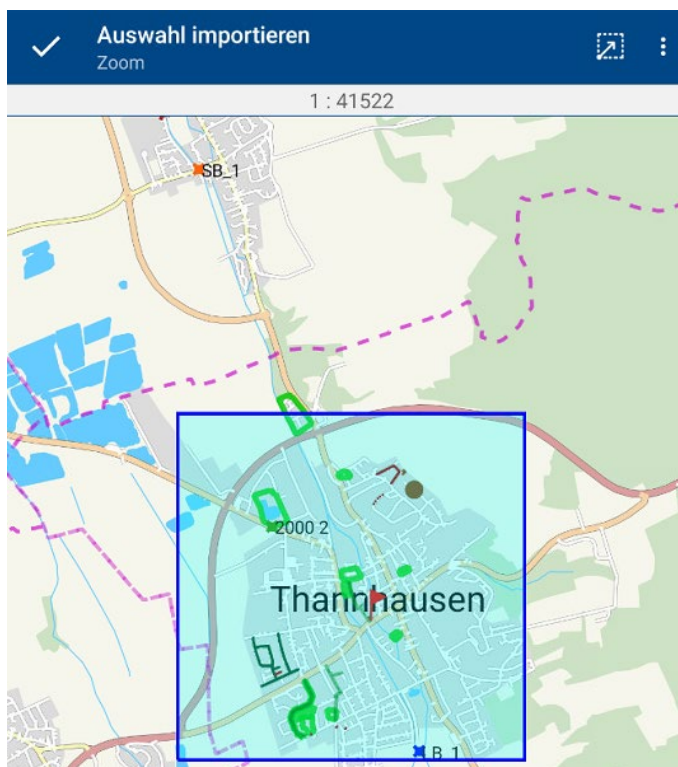 Auswahl importieren
Zoom
1 : 41522
SB_1
2000 2
Thannhausen
B_1